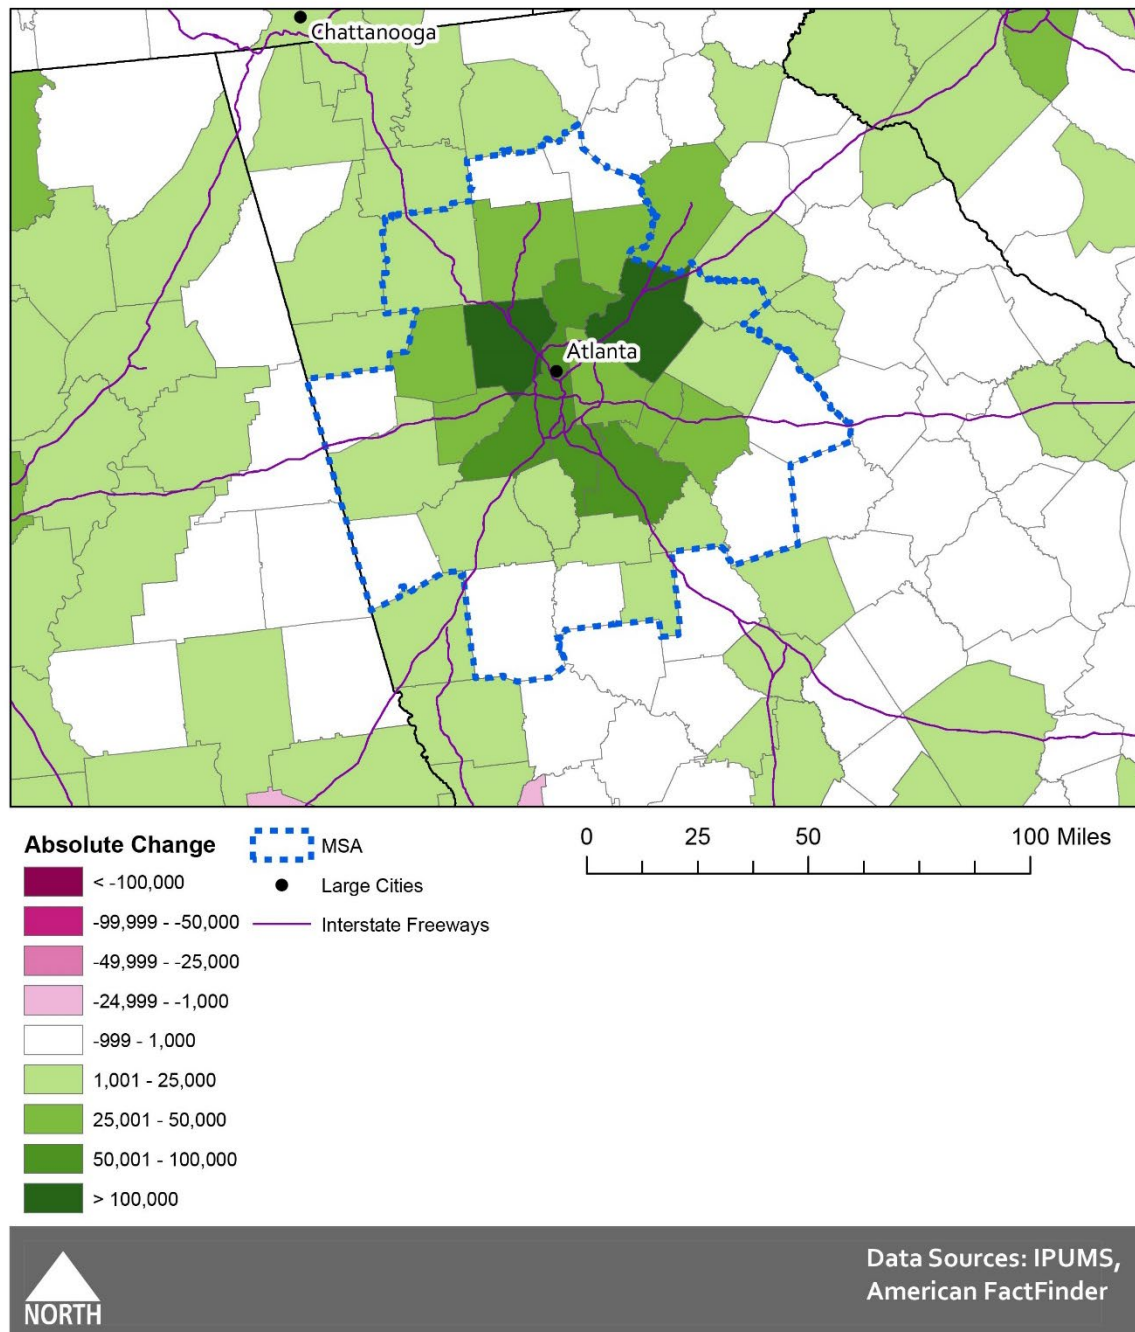 Chattanooga
Atlanta
Absolute Change
< -100,000
-99,999 - -50,000
-49,999 - -25,000
-24,999 - -1,000
-999 - 1,000
1,001 - 25,000
25,001 - 50,000
50,001 - 100,000
> 100,000
MSA
Large Cities
Interstate Freeways
0 25 50 100 Miles
NORTH
Data Sources: IPUMS,
American FactFinder